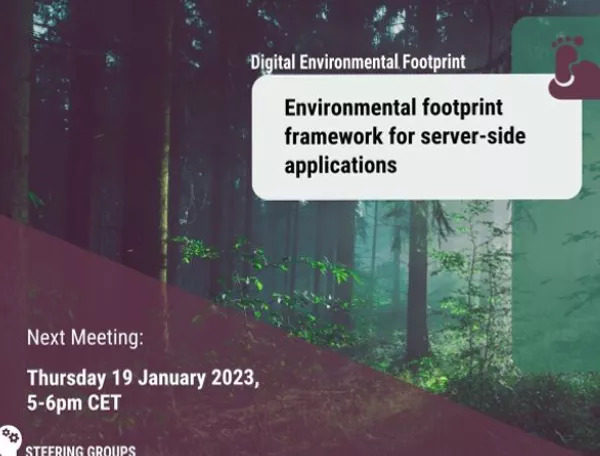 Digital Environmental Footprint
Environmental footprint
framework for server-side
applications
Next Meeting:
Thursday 19 January 2023,
5-6pm CET
STEERING GROUPS